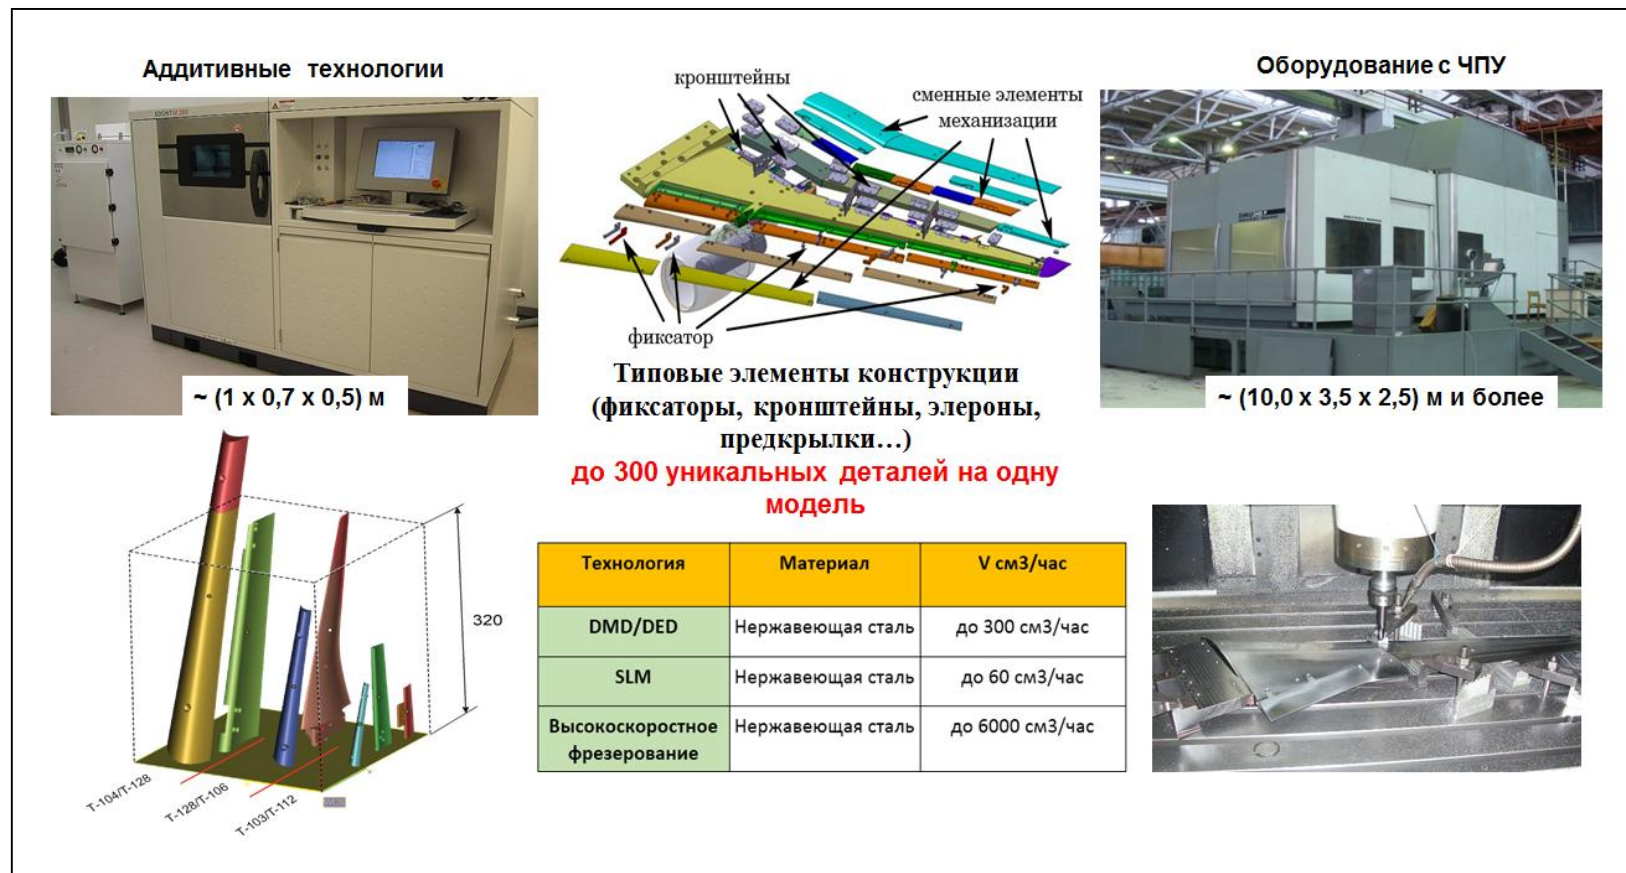 Аддитивные технологии
Оборудование с ЧПУ
кронштейны
сменные элементы
механизации
фиксатор
~ (1 x 0,7 x 0,5) м
~ (10,0 x 3,5 x 2,5) м и более
Типовые элементы конструкции
(фиксаторы, кронштейны, элероны,
предкрылки…)
до 300 уникальных деталей на одну
модель
320
T-104/T-128
T-128/T-106
T-103/T-112
Технология Материал V см3/час
DMD/DED Нержавеющая сталь до 300 см3/час
SLM Нержавеющая сталь до 60 см3/час
Высокоскоростное
фрезерование Нержавеющая сталь до 6000 см3/час